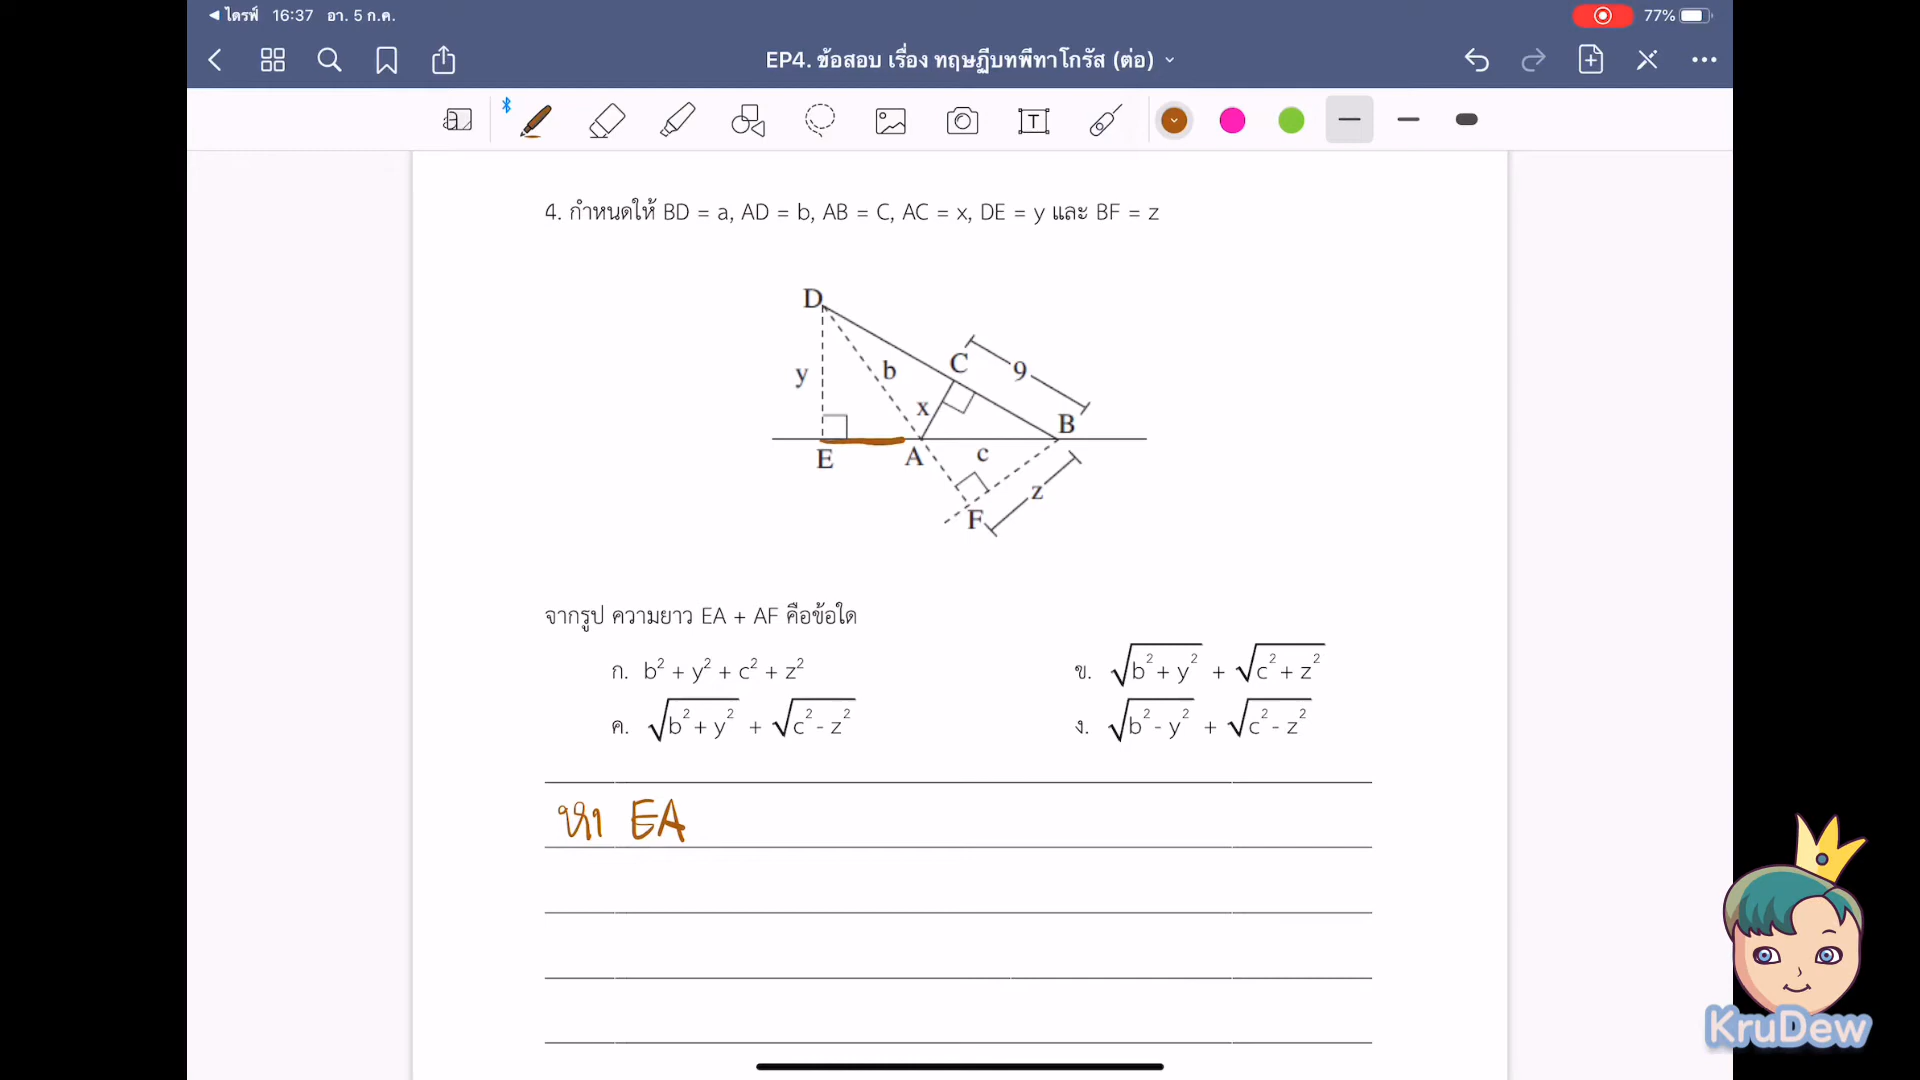 ไดรฟ์ 16:37 อา. 5 ก.ค. 77%
EP4. ข้อสอบ เรื่อง ทฤษฎีบทพีทาโกรัส (ต่อ)
4. กำหนดให้ BD = a, AD = b, AB = C, AC = x, DE = y และ BF = z
D
C
9
y
b
x
B
E
A
c
z
F
จากรูป ความยาว EA + AF คือข้อใด
ก. b² + y² + c² + z² ข. √(b² + y²) + √(c² + z²)
ค. √(b² + y²) + √(c² - z²) ง. √(b² - y²) + √(c² - z²)
หา EA
KruDew